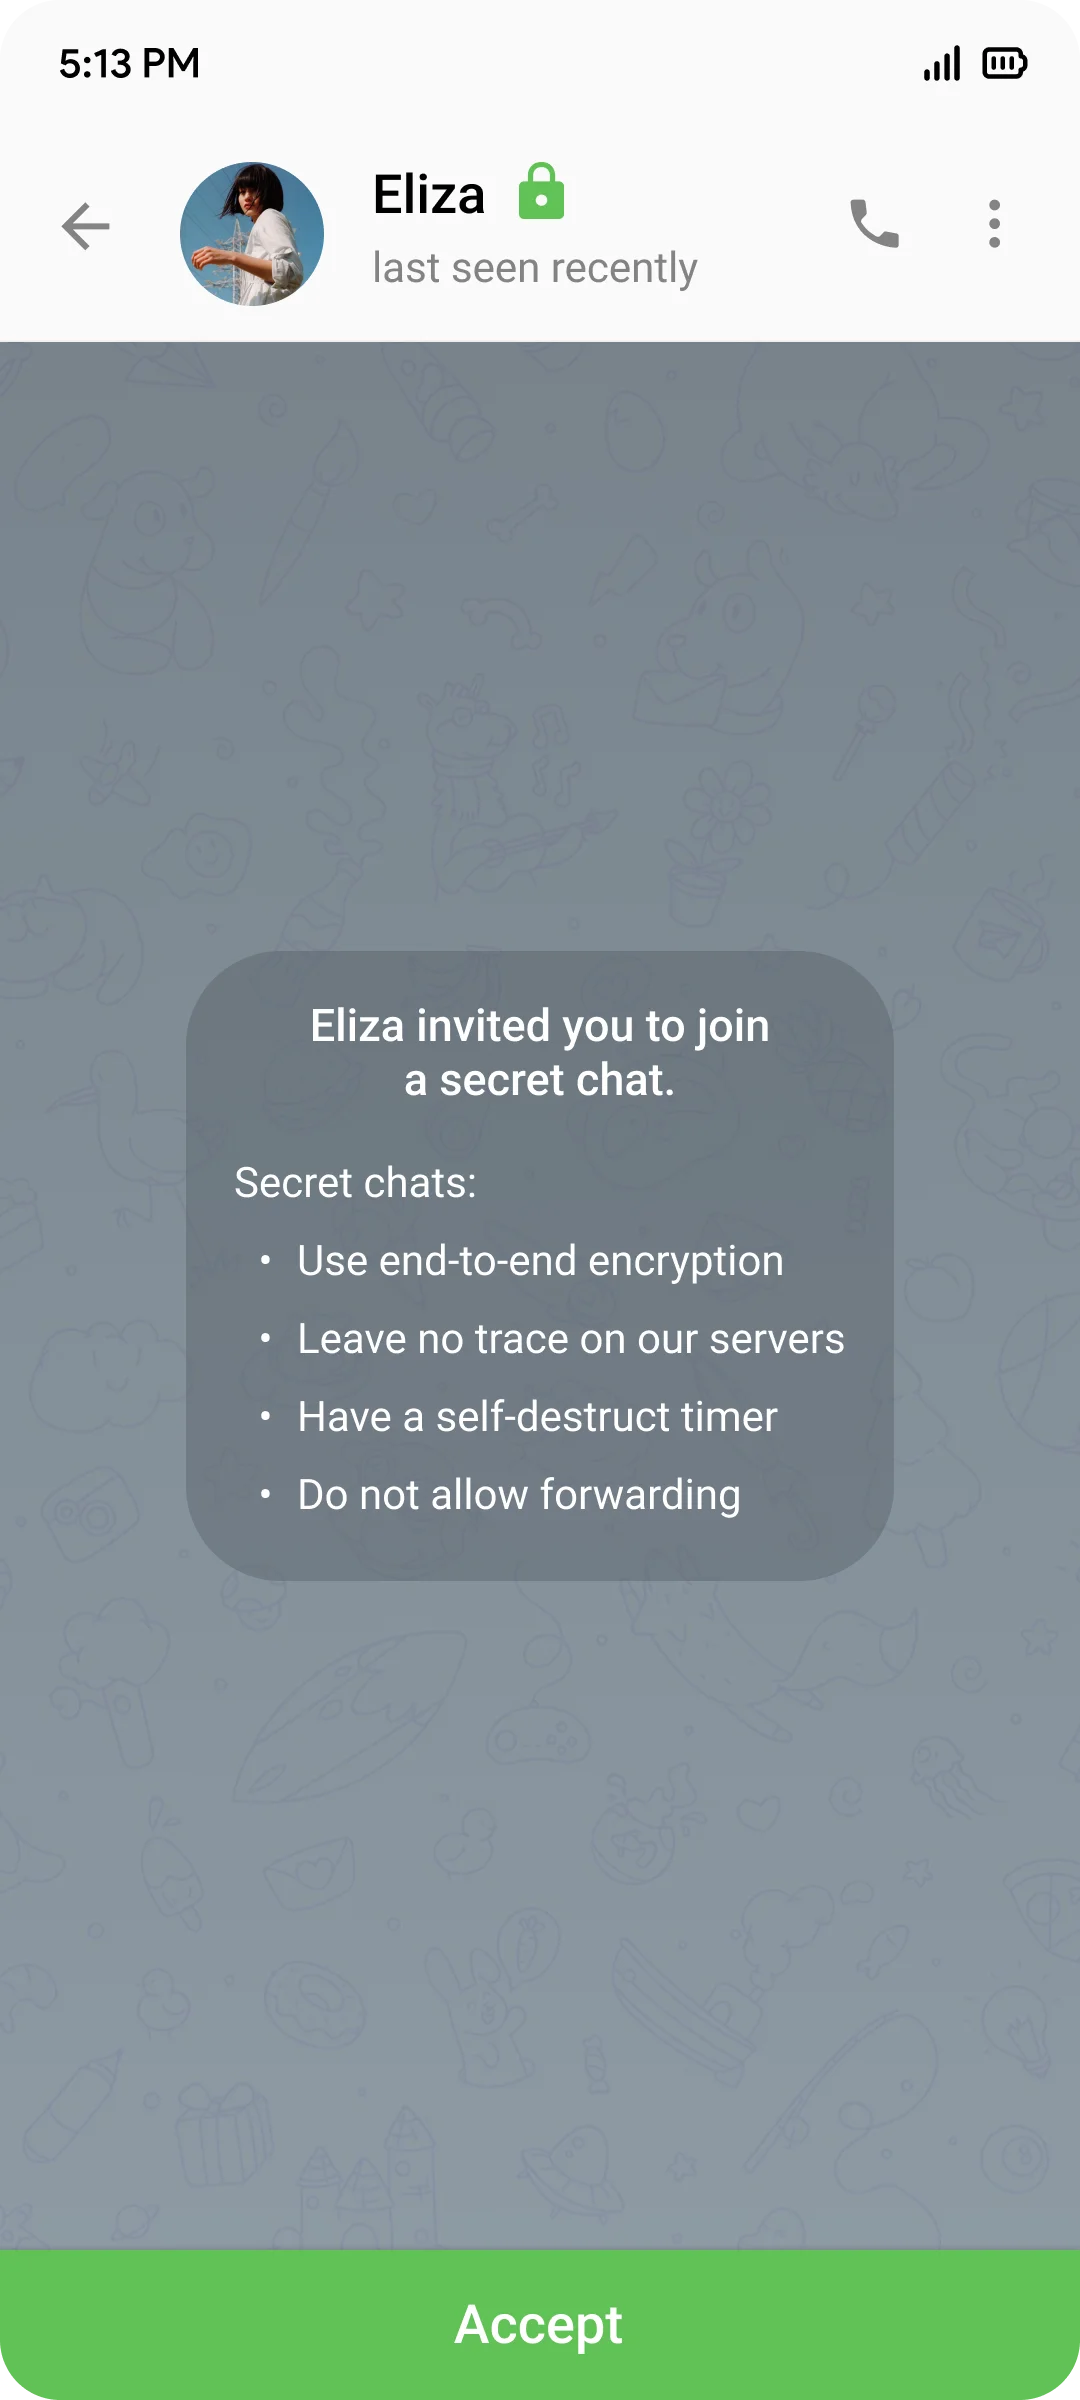 5:13 PM
Eliza
last seen recently
Eliza invited you to join
a secret chat.
Secret chats:
• Use end-to-end encryption
• Leave no trace on our servers
• Have a self-destruct timer
• Do not allow forwarding
Accept